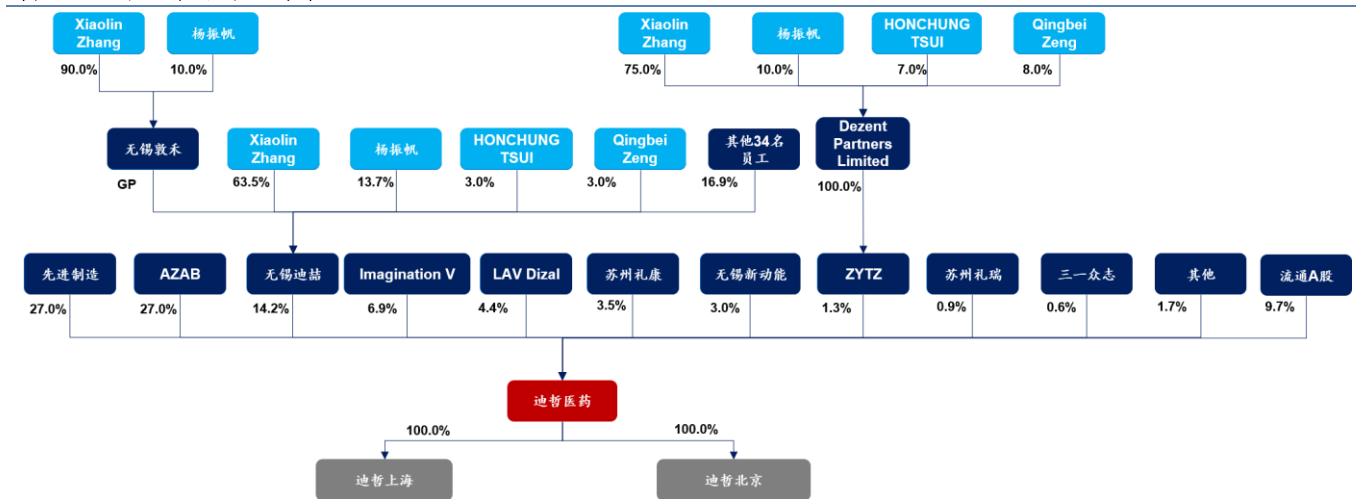 Xiaolin
Zhang
杨振帆
Xiaolin
Zhang
杨振帆
HONCHUNG
TSUI
Qingbei
Zeng
90.0%
10.0%
75.0%
10.0%
7.0%
8.0%
无锡敦禾
Xiaolin
Zhang
杨振帆
HONCHUNG
TSUI
Qingbei
Zeng
其他34名
员工
Dezent
Partners
Limited
GP
63.5%
13.7%
3.0%
3.0%
16.9%
100.0%
先进制造
AZAB
无锡迪喆
Imagination V
LAV Dizal
苏州礼康
无锡新动能
ZYTZ
苏州礼瑞
三一众志
其他
流通A股
27.0%
27.0%
14.2%
6.9%
4.4%
3.5%
3.0%
1.3%
0.9%
0.6%
1.7%
9.7%
迪哲医药
100.0%
100.0%
迪哲上海
迪哲北京